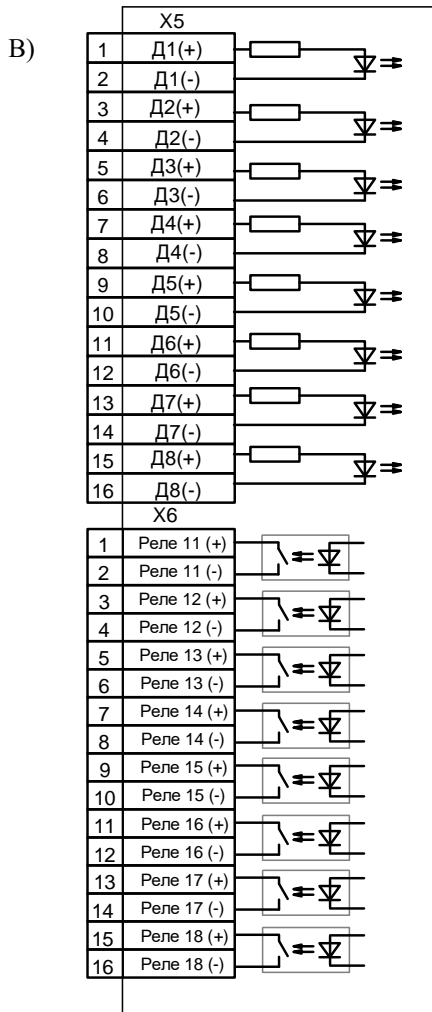 В)
X5
1 Д1(+)
2 Д1(-)
3 Д2(+)
4 Д2(-)
5 Д3(+)
6 Д3(-)
7 Д4(+)
8 Д4(-)
9 Д5(+)
10 Д5(-)
11 Д6(+)
12 Д6(-)
13 Д7(+)
14 Д7(-)
15 Д8(+)
16 Д8(-)
X6
1 Реле 11 (+)
2 Реле 11 (-)
3 Реле 12 (+)
4 Реле 12 (-)
5 Реле 13 (+)
6 Реле 13 (-)
7 Реле 14 (+)
8 Реле 14 (-)
9 Реле 15 (+)
10 Реле 15 (-)
11 Реле 16 (+)
12 Реле 16 (-)
13 Реле 17 (+)
14 Реле 17 (-)
15 Реле 18 (+)
16 Реле 18 (-)